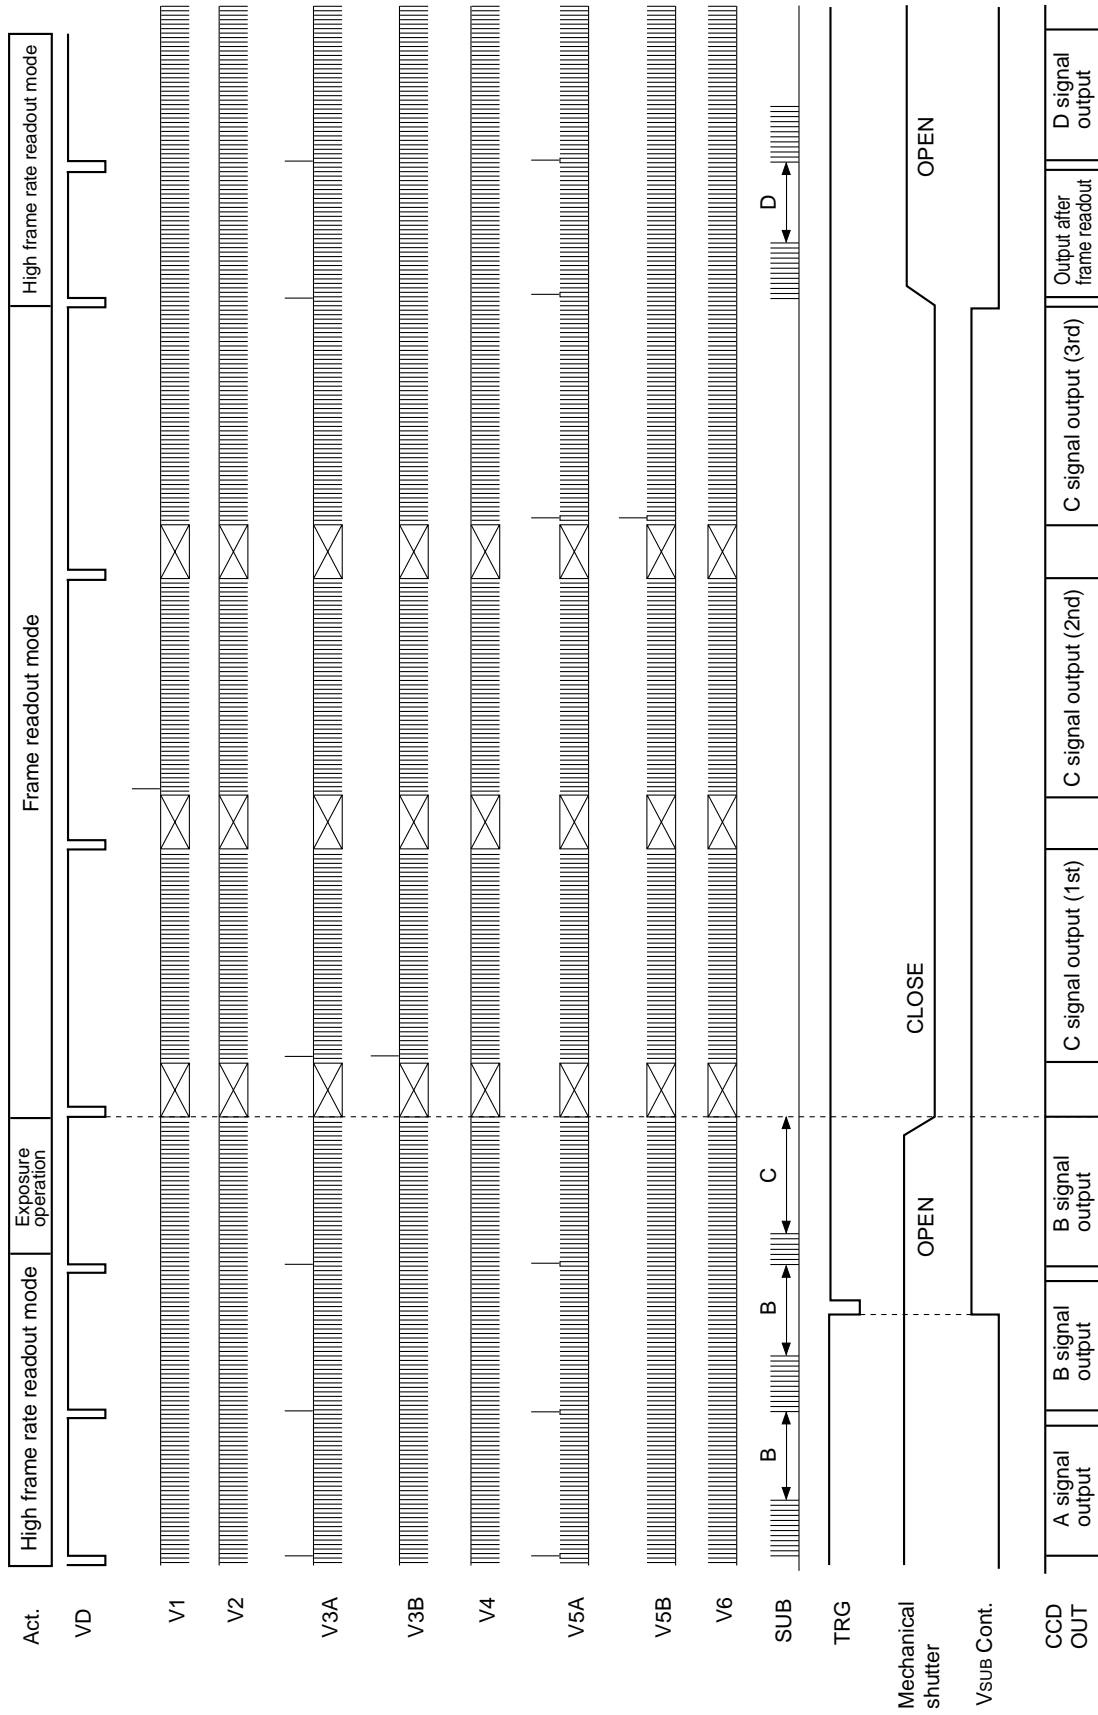 Act.
High frame rate readout mode
Exposure
operation
Frame readout mode
High frame rate readout mode
VD
V1
V2
V3A
V3B
V4
V5A
V5B
V6
SUB
B
B
C
D
TRG
Mechanical
shutter
OPEN
CLOSE
OPEN
VSUB Cont.
CCD
OUT
A signal
output
B signal
output
B signal
output
C signal output (1st)
C signal output (2nd)
C signal output (3rd)
Output after
frame readout
D signal
output